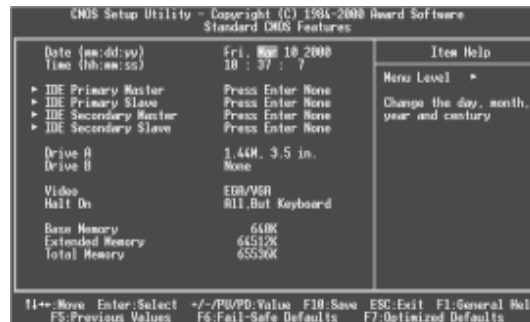 CMOS Setup Utility - Copyright (C) 1984-2000 Award Software
Standard CMOS Features
Date (mm:dd:yy) Fri, Mar 10 2000
Time (hh:mm:ss) 10 : 37 : 7
► IDE Primary Master Press Enter None
► IDE Primary Slave Press Enter None
► IDE Secondary Master Press Enter None
► IDE Secondary Slave Press Enter None
Drive A 1.44M, 3.5 in.
Drive B None
Video EGA/VGA
Halt On All,But Keyboard
Base Memory 640K
Extended Memory 64512K
Total Memory 65536K
Item Help
Menu Level ►
Change the day, month,
year and century
↑↓→←:Move Enter:Select +/-/PU/PD:Value F10:Save ESC:Exit F1:General Hel
F5:Previous Values F6:Fail-Safe Defaults F7:Optimized Defaults